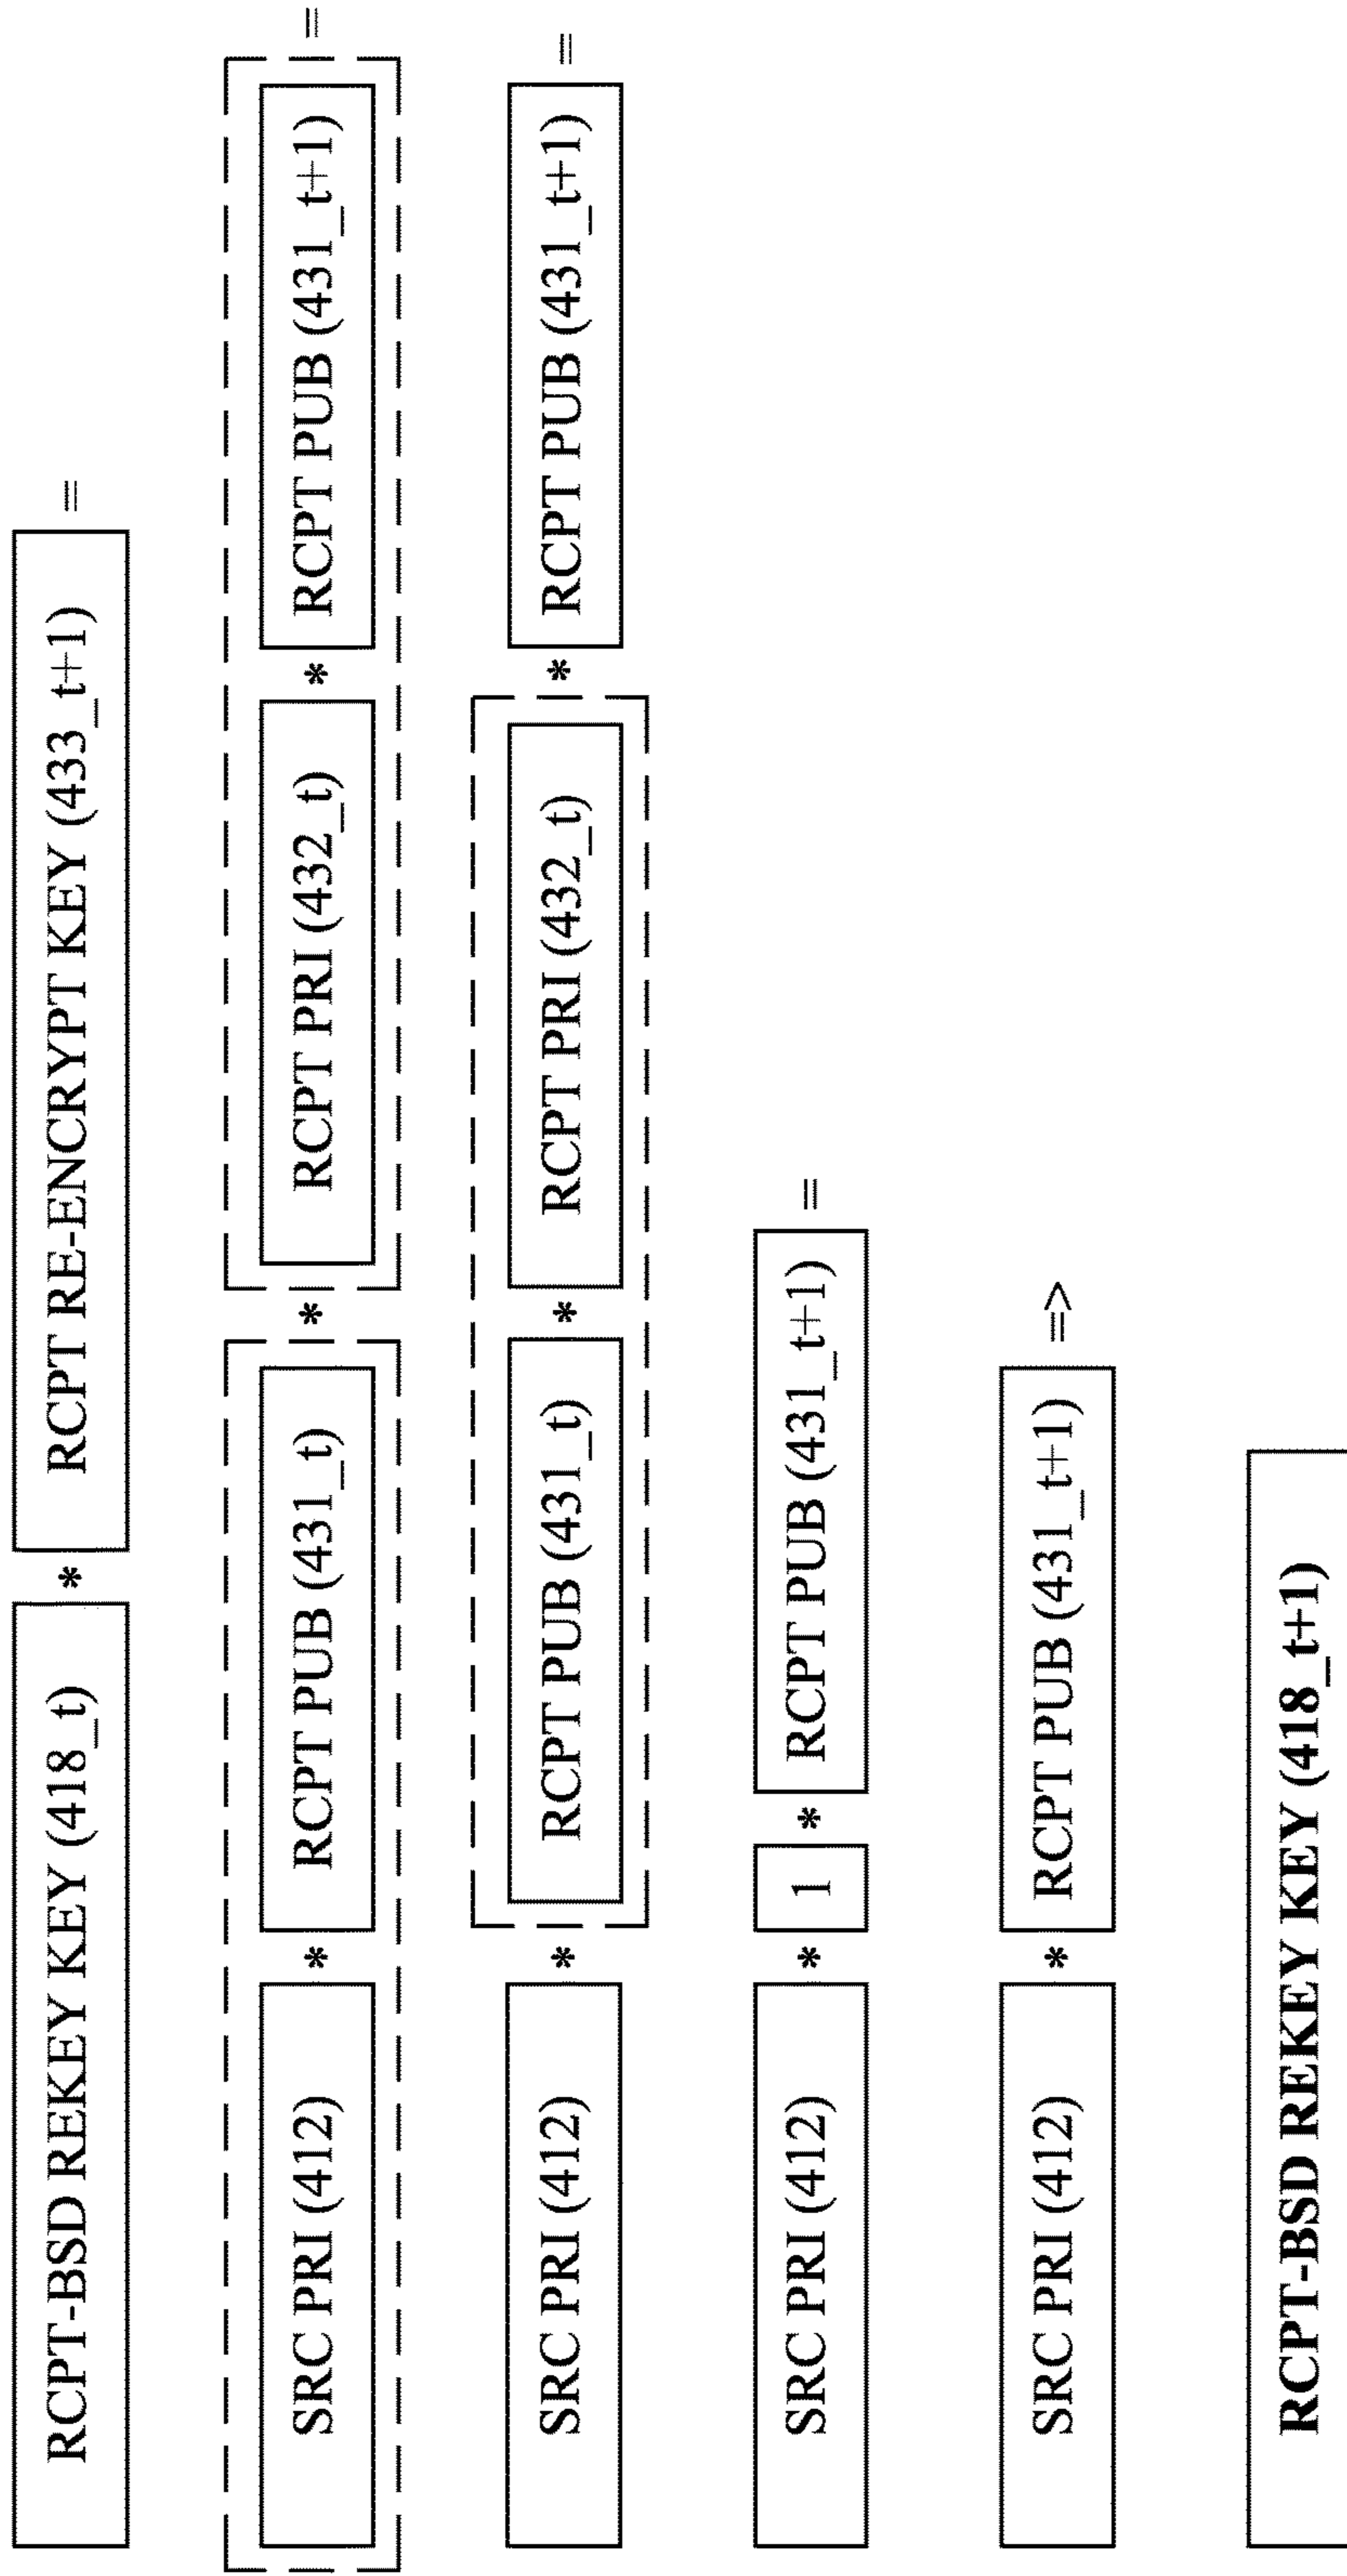 RCPT-BSD REKEY KEY (418_t) * RCPT RE-ENCRYPT KEY (433_t+1) =
SRC PRI (412) * RCPT PUB (431_t) * RCPT PRI (432_t) * RCPT PUB (431_t+1) =
SRC PRI (412) * RCPT PUB (431_t) * RCPT PRI (432_t) * RCPT PUB (431_t+1) =
SRC PRI (412) * 1 * RCPT PUB (431_t+1) =
SRC PRI (412) * RCPT PUB (431_t+1) =>
RCPT-BSD REKEY KEY (418_t+1)